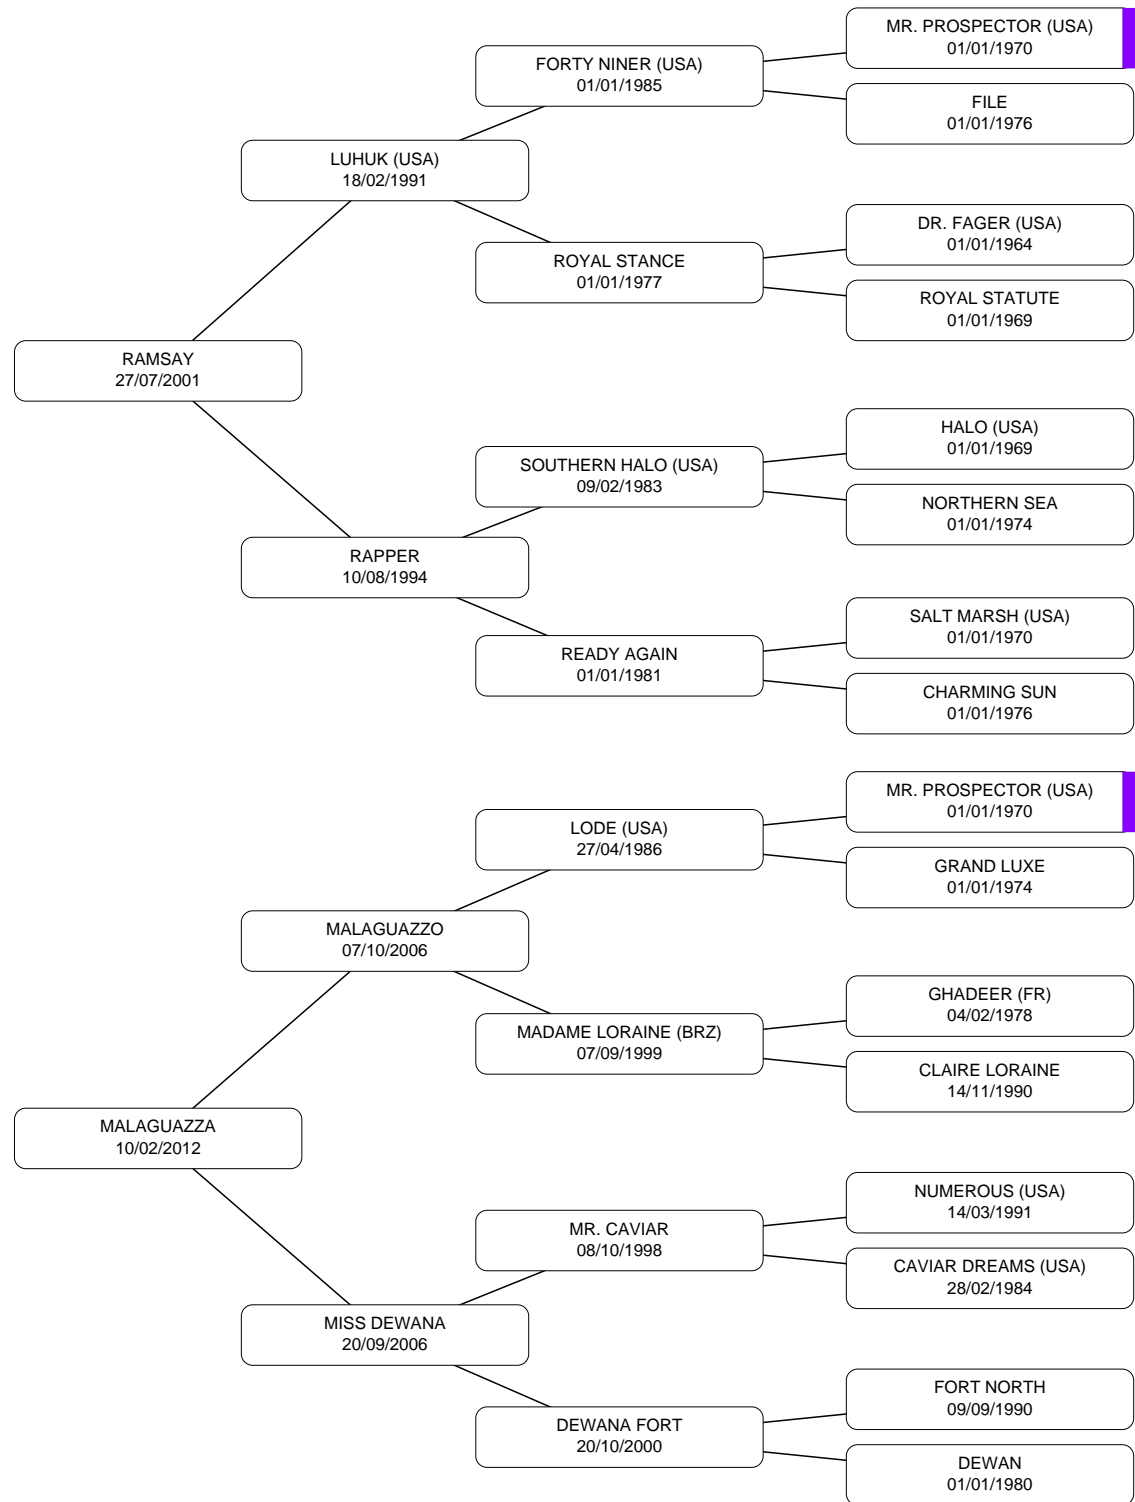 MR. PROSPECTOR (USA)
01/01/1970
FORTY NINER (USA)
01/01/1985
FILE
01/01/1976
LUHUK (USA)
18/02/1991
DR. FAGER (USA)
01/01/1964
ROYAL STANCE
01/01/1977
ROYAL STATUTE
01/01/1969
RAMSAY
27/07/2001
HALO (USA)
01/01/1969
SOUTHERN HALO (USA)
09/02/1983
NORTHERN SEA
01/01/1974
RAPPER
10/08/1994
SALT MARSH (USA)
01/01/1970
READY AGAIN
01/01/1981
CHARMING SUN
01/01/1976
MR. PROSPECTOR (USA)
01/01/1970
LODE (USA)
27/04/1986
GRAND LUXE
01/01/1974
MALAGUAZZO
07/10/2006
GHADEER (FR)
04/02/1978
MADAME LORAINE (BRZ)
07/09/1999
CLAIRE LORAINE
14/11/1990
MALAGUAZZA
10/02/2012
NUMEROUS (USA)
14/03/1991
MR. CAVIAR
08/10/1998
CAVIAR DREAMS (USA)
28/02/1984
MISS DEWANA
20/09/2006
FORT NORTH
09/09/1990
DEWANA FORT
20/10/2000
DEWAN
01/01/1980